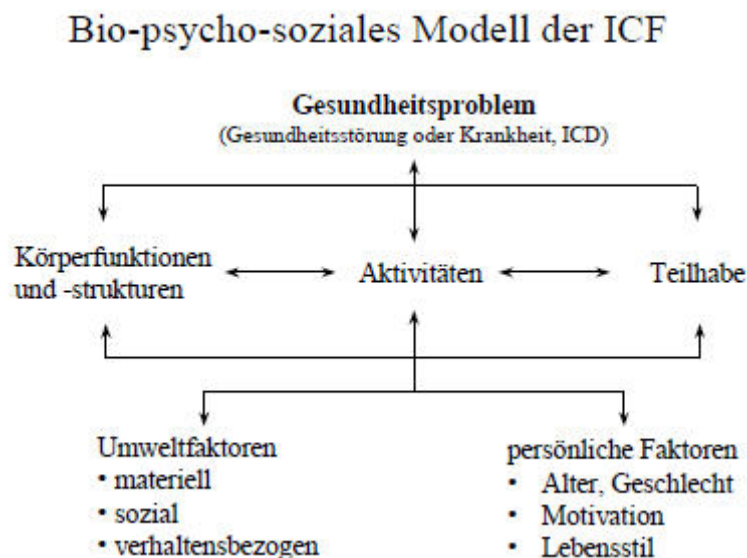 Bio-psycho-soziales Modell der ICF
Gesundheitsproblem
(Gesundheitsstörung oder Krankheit, ICD)
Körperfunktionen
und -strukturen
Aktivitäten
Teilhabe
Umweltfaktoren
• materiell
• sozial
• verhaltensbezogen
persönliche Faktoren
• Alter, Geschlecht
• Motivation
• Lebensstil